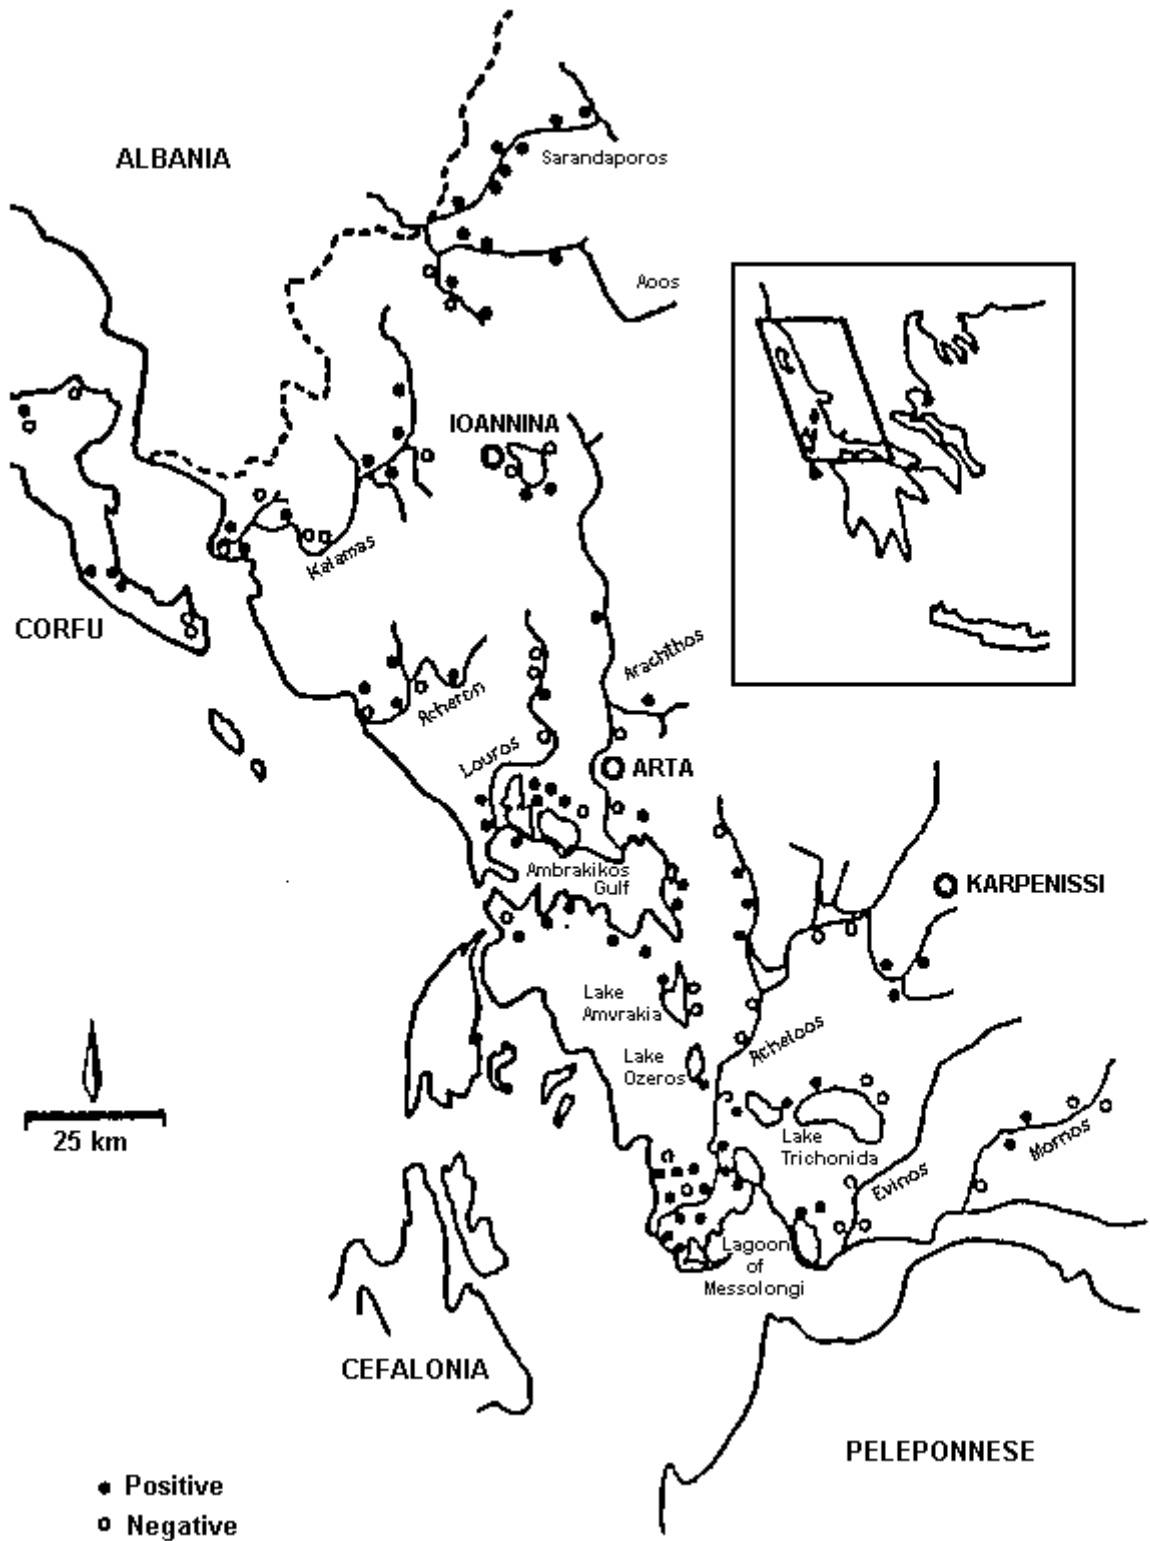 ALBANIA
Sarandaporos
Aoos
IOANNINA
Kalamas
CORFU
Arachthos
Acheron
Louros
ARTA
Ambrakikos
Gulf
KARPENISSI
Lake
Amvrakia
Acheloos
Lake
Ozeros
25 km
Lake
Trichonida
Mornos
Evinos
Lagoon
of
Messolongi
CEFALONIA
PELEPONNESE
Positive
Negative